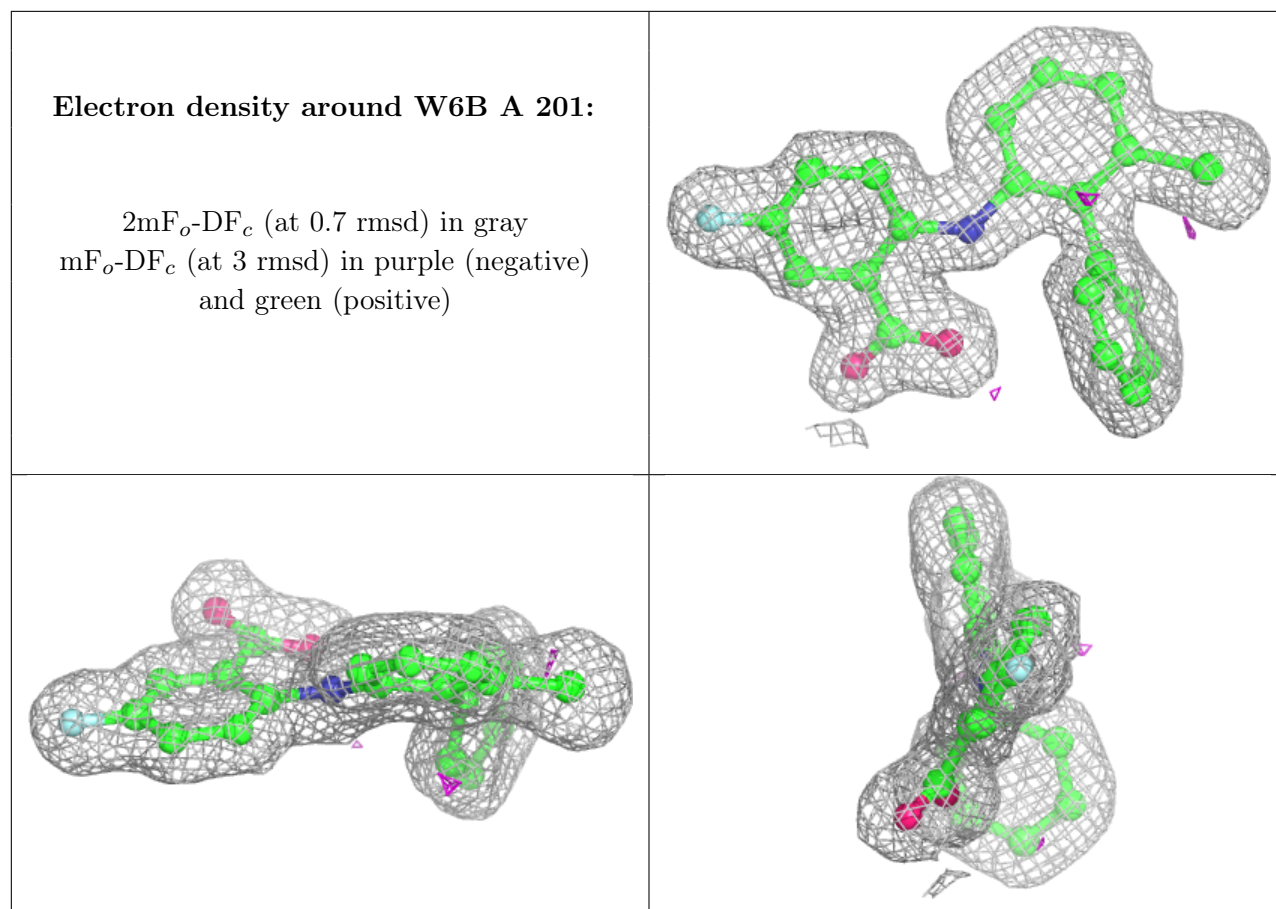 Electron density around W6B A 201:
2mFo-DFc (at 0.7 rmsd) in gray
mFo-DFc (at 3 rmsd) in purple (negative)
and green (positive)